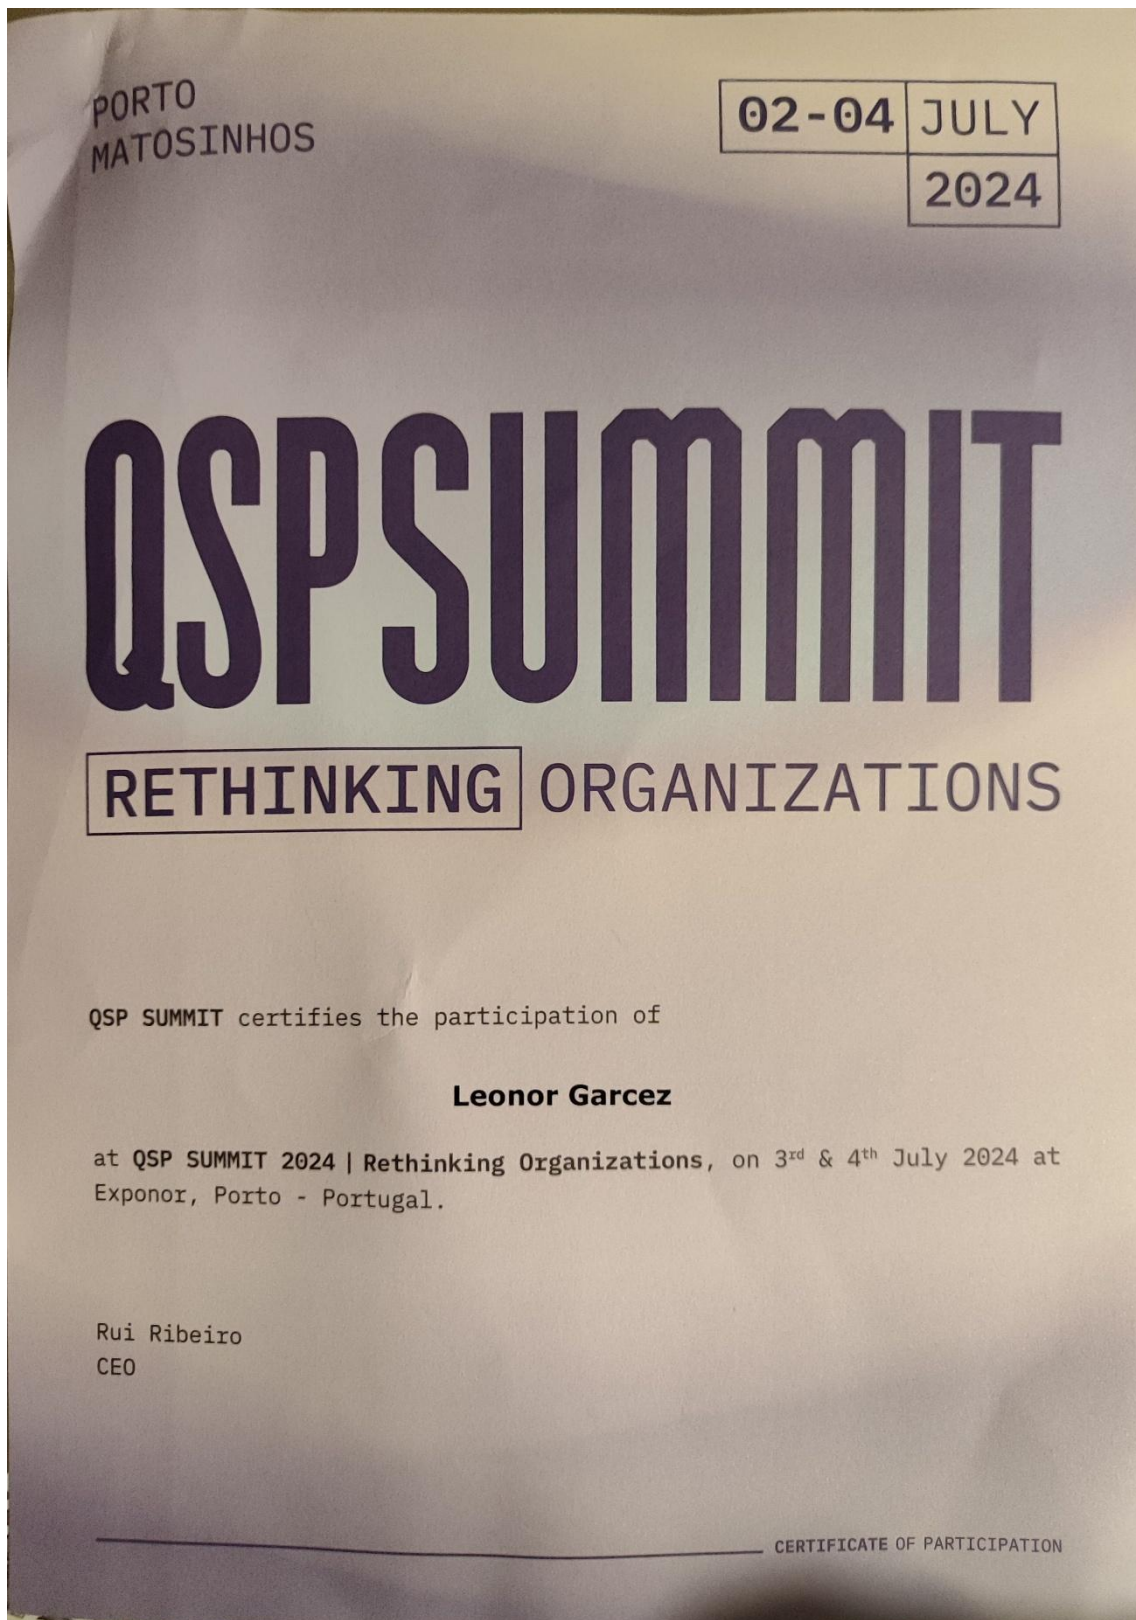 PORTO
MATOSINHOS
02-04 JULY
2024
QSPSUMMIT
RETHINKING ORGANIZATIONS
QSP SUMMIT certifies the participation of
Leonor Garcez
at QSP SUMMIT 2024 | Rethinking Organizations, on 3rd & 4th July 2024 at
Exponor, Porto - Portugal.
Rui Ribeiro
CEO
CERTIFICATE OF PARTICIPATION